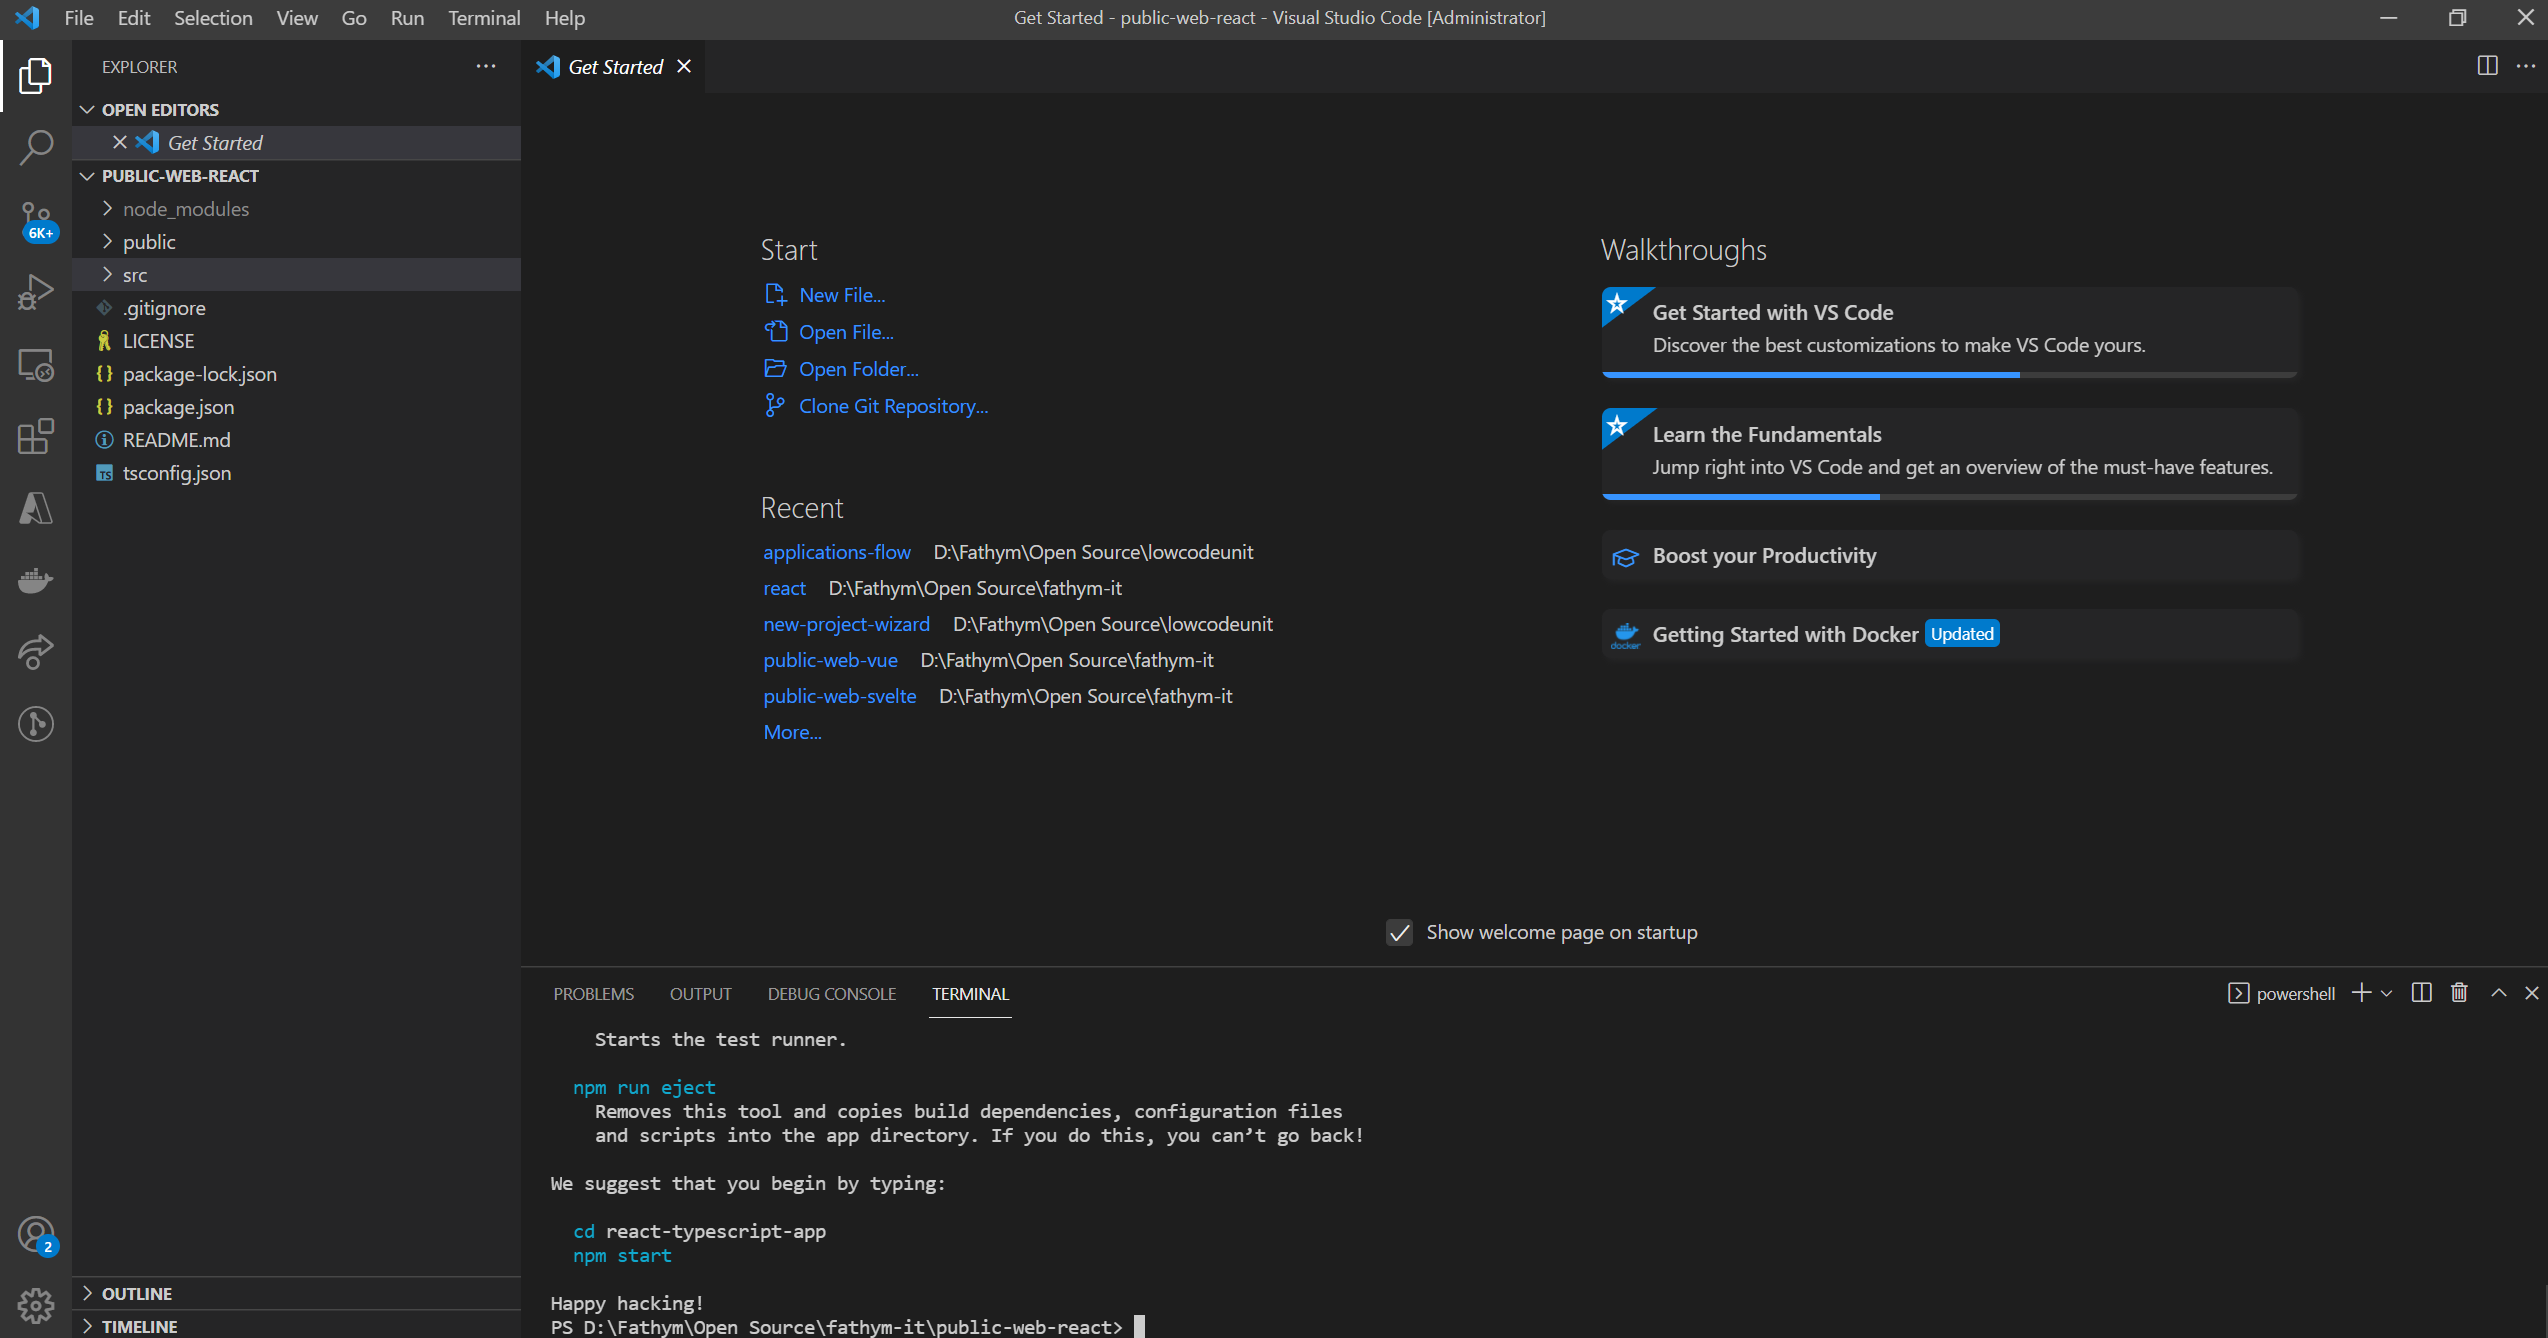 File Edit Selection View Go Run Terminal Help
Get Started - public-web-react - Visual Studio Code [Administrator]
EXPLORER
OPEN EDITORS
Get Started
PUBLIC-WEB-REACT
node_modules
public
src
.gitignore
LICENSE
package-lock.json
package.json
README.md
TS tsconfig.json
6K+
2
OUTLINE
TIMELINE
Get Started
Start
New File...
Open File...
Open Folder...
Clone Git Repository...
Recent
applications-flow D:\Fathym\Open Source\lowcodeunit
react D:\Fathym\Open Source\fathym-it
new-project-wizard D:\Fathym\Open Source\lowcodeunit
public-web-vue D:\Fathym\Open Source\fathym-it
public-web-svelte D:\Fathym\Open Source\fathym-it
More...
Walkthroughs
Get Started with VS Code
Discover the best customizations to make VS Code yours.
Learn the Fundamentals
Jump right into VS Code and get an overview of the must-have features.
Boost your Productivity
docker Getting Started with Docker Updated
Show welcome page on startup
PROBLEMS OUTPUT DEBUG CONSOLE TERMINAL
powershell
Starts the test runner.
npm run eject
Removes this tool and copies build dependencies, configuration files
and scripts into the app directory. If you do this, you can’t go back!
We suggest that you begin by typing:
cd react-typescript-app
npm start
Happy hacking!
PS D:\Fathym\Open Source\fathym-it\public-web-react>